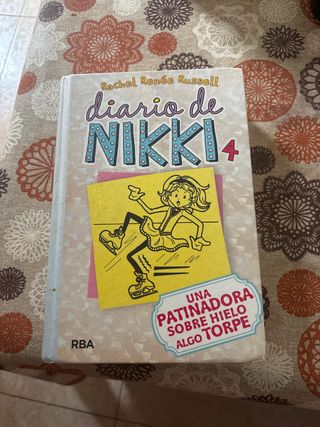 Rachel Renée Russell
diario de
NIKKI 4
UNA
PATINADORA
SOBRE HIELO
ALGO TORPE
RBA